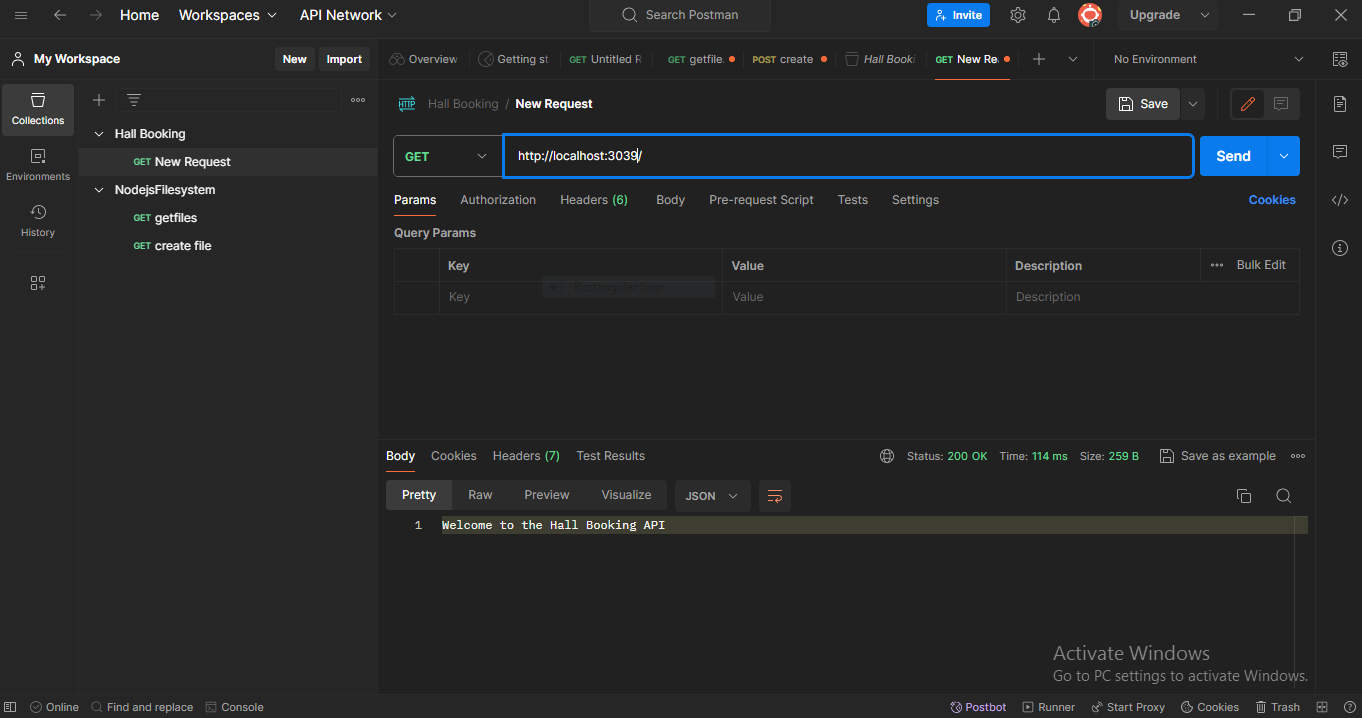 Home Workspaces API Network Search Postman Invite Upgrade
My Workspace New Import Overview Getting st GET Untitled R GET getfile POST create Hall Booki GET New Re No Environment
Collections
Environments
History
Hall Booking
GET New Request
NodejsFilesystem
GET getfiles
GET create file
HTTP Hall Booking / New Request Save
GET http://localhost:3039/ Send
Params Authorization Headers (6) Body Pre-request Script Tests Settings Cookies
Query Params
Key Value Description Bulk Edit
Key Value Description
Rectangular Snip
Body Cookies Headers (7) Test Results Status: 200 OK Time: 114 ms Size: 259 B Save as example
Pretty Raw Preview Visualize JSON
1 Welcome to the Hall Booking API
Activate Windows
Go to PC settings to activate Windows.
Online Find and replace Console Postbot Runner Start Proxy Cookies Trash